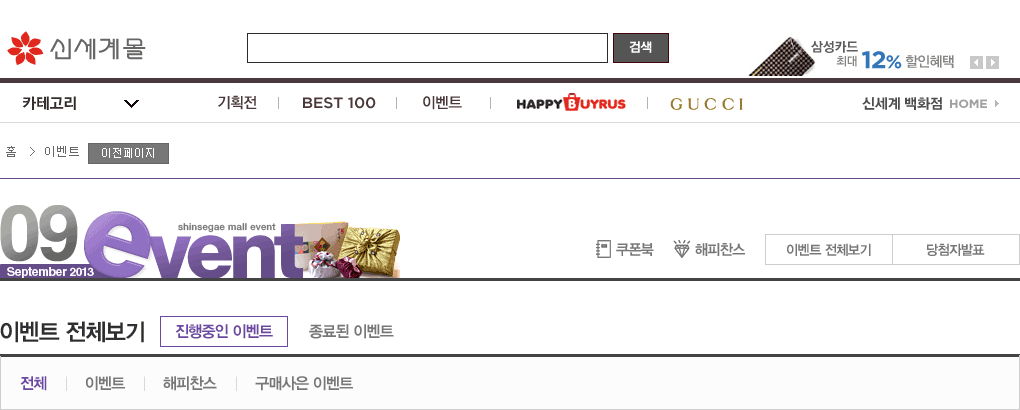 신세계몰
검색
삼성카드
최대 12% 할인혜택
카테고리 기획전 BEST 100 이벤트 HAPPY BUYRUS GUCCI 신세계 백화점 HOME
홈 > 이벤트 이전페이지
09 event
shinsegae mall event
September 2013
쿠폰북 해피찬스 이벤트 전체보기 당첨자발표
이벤트 전체보기 진행중인 이벤트 종료된 이벤트
전체 이벤트 해피찬스 구매사은 이벤트